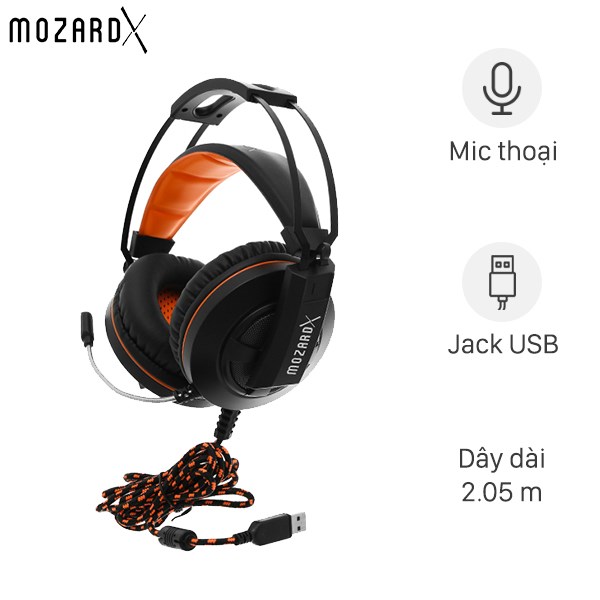 MOZARDX
Mic thoại
Jack USB
Dây dài
2.05 m
MOZARDX